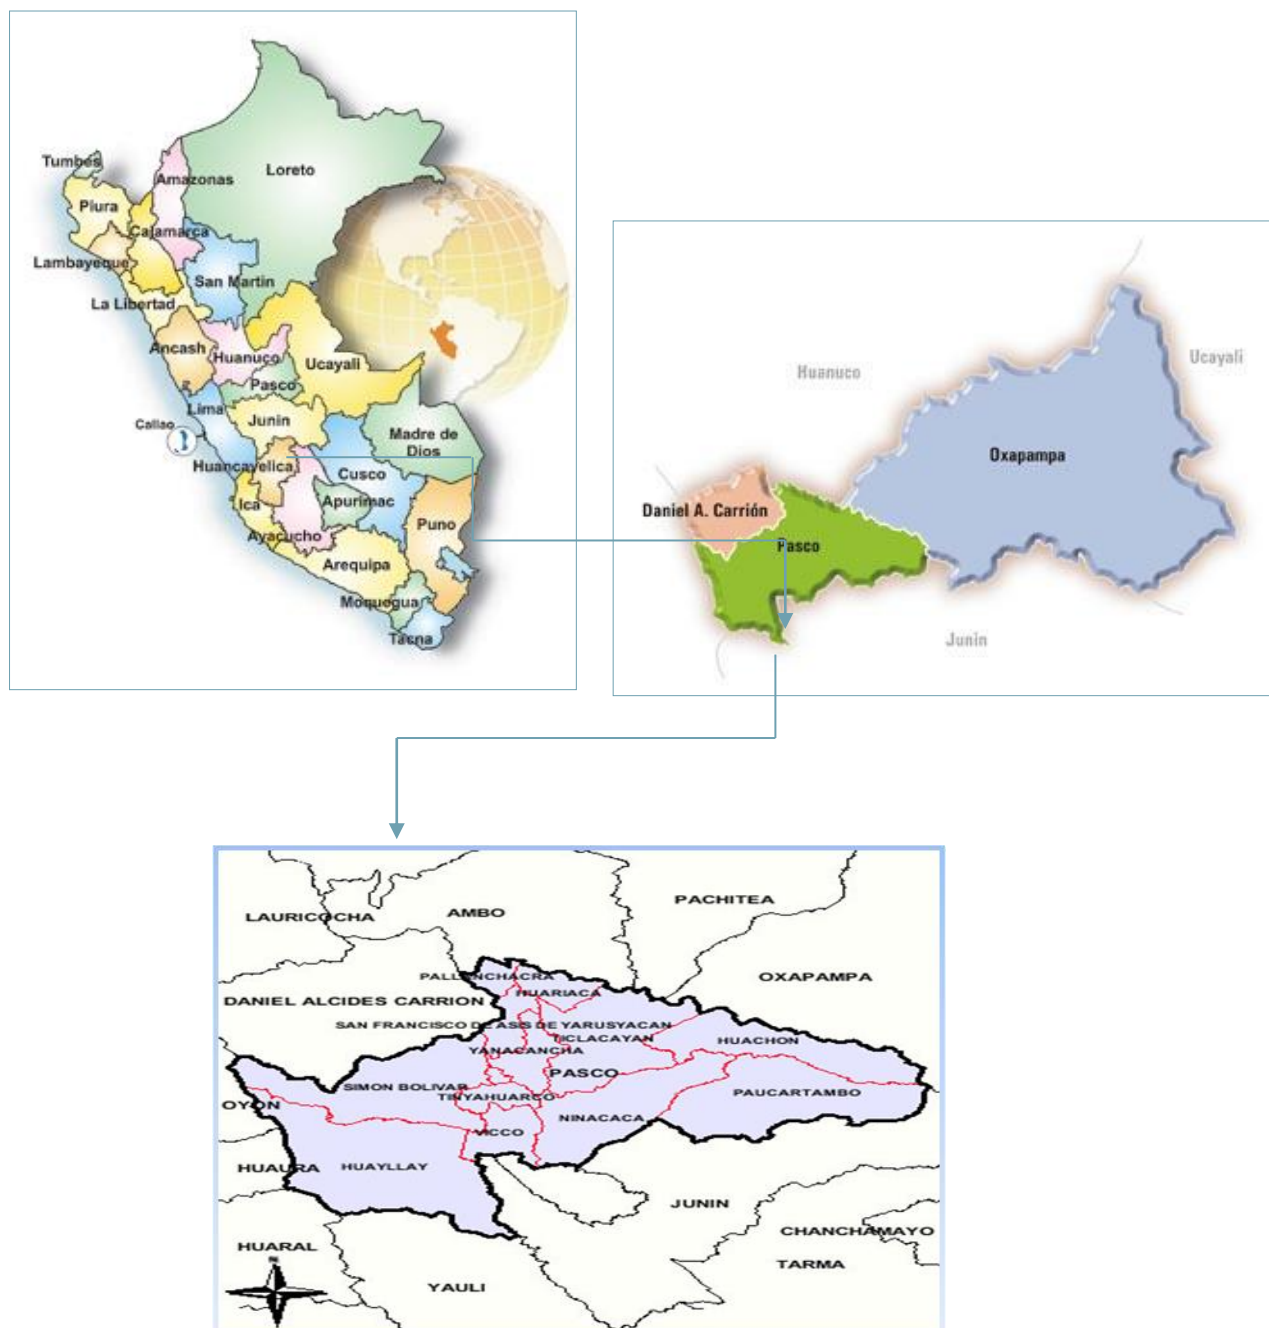 Tumbes
Amazonas
Loreto
Piura
Cajamarca
Lambayeque
San Martin
La Libertad
Ancash
Huanuco
Ucayali
Pasco
Lima
Callao
Junin
Madre de
Dios
Huancavelica
Cusco
Ica
Apurimac
Ayacucho
Puno
Arequipa
Moquegua
Tacna
Huanuco
Ucayali
Oxapampa
Daniel A. Carrión
Pasco
Junin
LAURICOCHA
AMBO
PACHITEA
PALLANCHACRA
OXAPAMPA
HUARIACA
DANIEL ALCIDES CARRION
SAN FRANCISCO DE ASIS DE YARUSYACAN
TICLACAYAN
HUACHON
YANACANCHA
PASCO
SIMON BOLIVAR
TINYAHUARCO
PAUCARTAMBO
OYON
NINACACA
VICCO
HUAURA
HUAYLLAY
JUNIN
CHANCHAMAYO
HUARAL
N
TARMA
YAULI